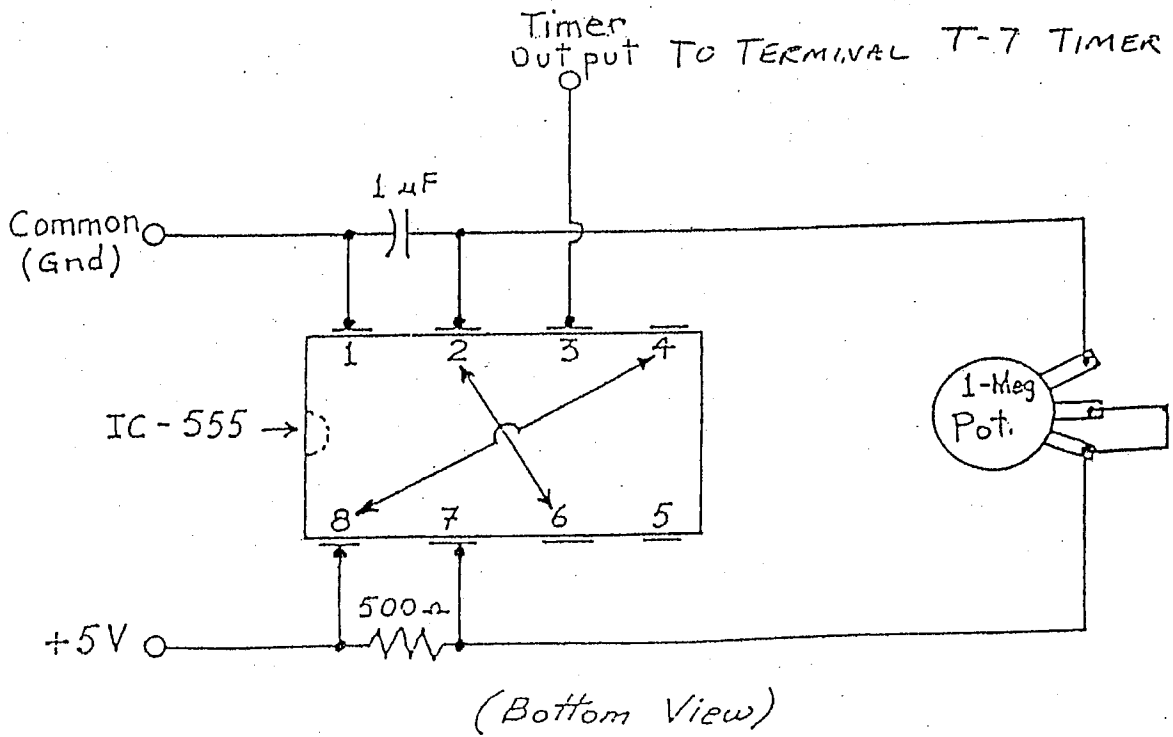 Timer
Output TO TERMINAL T-7 TIMER
1 µF
Common
(Gnd)
1 2 3 4
1-Meg
Pot.
IC-555 →
8 7 6 5
500Ω
+5V
(Bottom View)